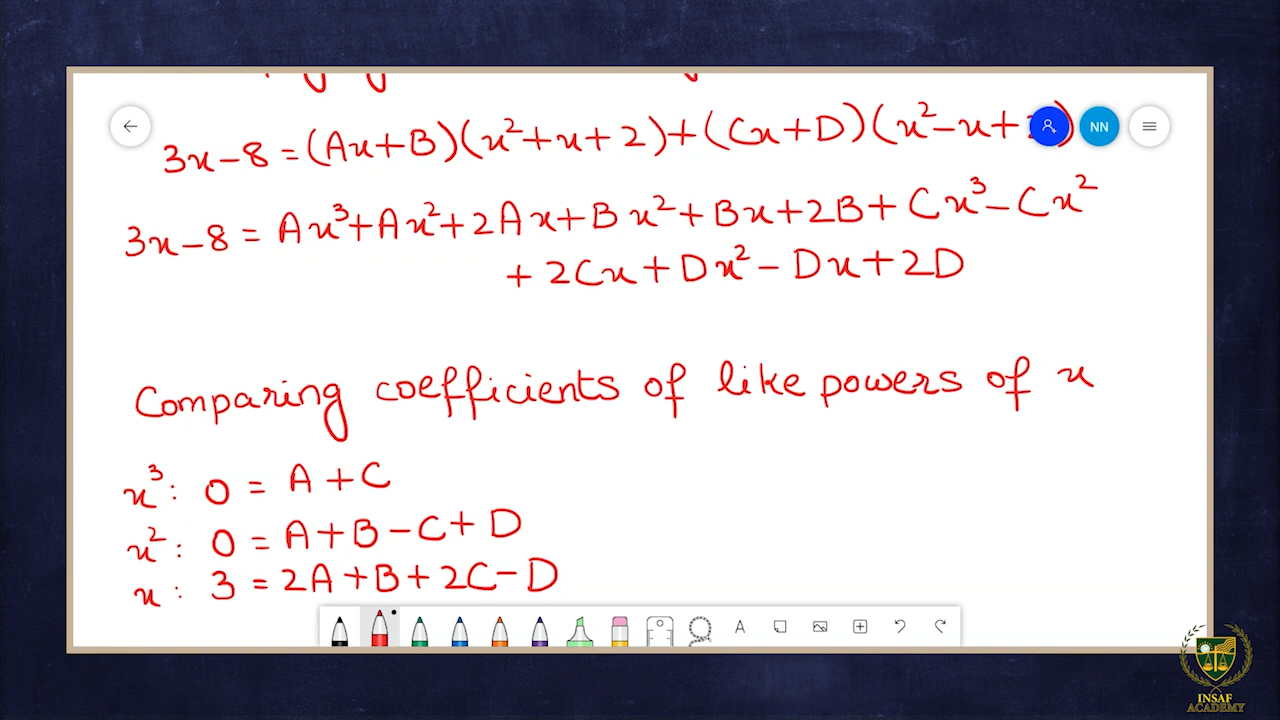 3x-8=(Ax+B)(x²+x+2)+(Cx+D)(x²-x+
NN
3x-8=Ax³+Ax²+2Ax+Bx²+Bx+2B+Cx³-Cx²
+2Cx+Dx²-Dx+2D
Comparing coefficients of like powers of x
x³: 0 = A+C
x²: 0 = A+B-C+D
x: 3 = 2A+B+2C-D
A
INSAF
ACADEMY